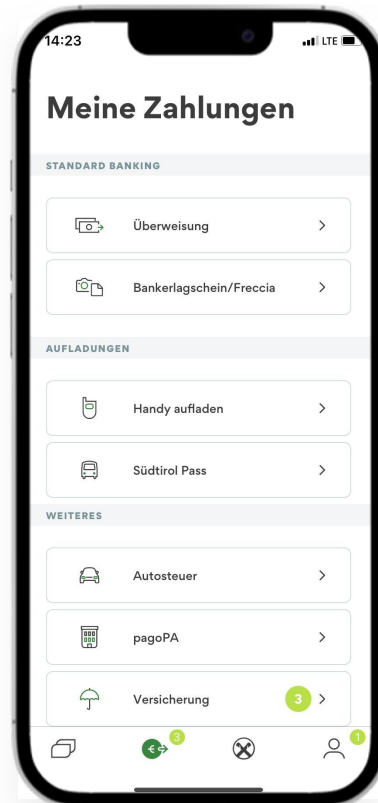 14:23
LTE
Meine Zahlungen
STANDARD BANKING
Überweisung
Bankerlagschein/Freccia
AUFLADUNGEN
Handy aufladen
Südtirol Pass
WEITERES
Autosteuer
pagoPA
Versicherung 3
€ 3
1